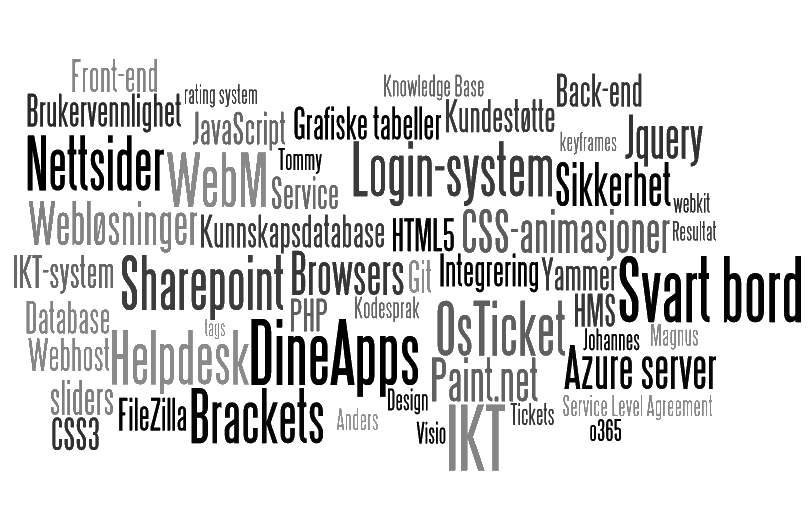 Front-end
rating system
Knowledge Base
Back-end
Brukervennlighet
JavaScript
Grafiske tabeller
Kundestøtte
keyframes
Jquery
Nettsider
WebM
Tommy
Service
Login-system
Sikkerhet
webkit
Webløsninger
Kunnskapsdatabase
HTML5
CSS-animasjoner
Resultat
IKT-system
Sharepoint
Browsers
Git
Integrering
Yammer
Svart bord
Database
lags
PHP
Kodespråk
OsTicket
HMS
Johannes
Magnus
Webhost
Helpdesk
DineApps
Paint.net
Azure server
sliders
CSS3
FileZilla
Brackets
Anders
Design
Visio
IKT
Tickets
Service Level Agreement
o365